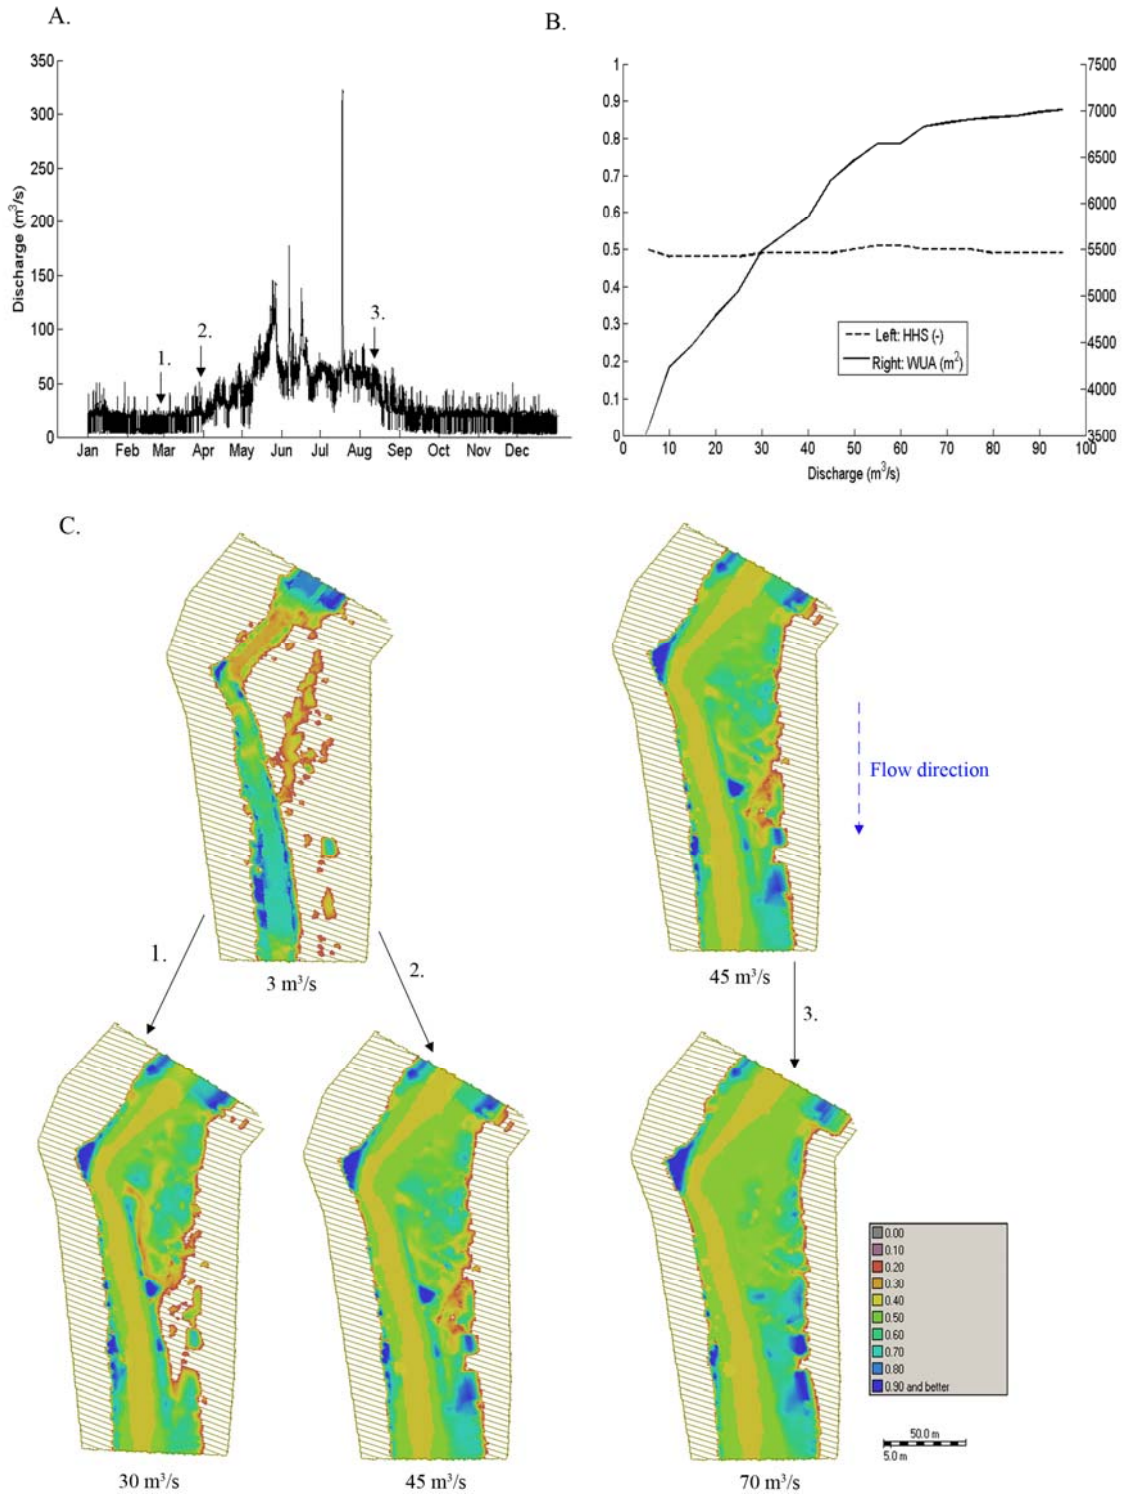 A.
B.
350
300
250
200
150
100
50
0
Discharge (m³/s)
1.
2.
3.
Jan Feb Mar Apr May Jun Jul Aug Sep Oct Nov Dec
1
0.9
0.8
0.7
0.6
0.5
0.4
0.3
0.2
0.1
0
7500
7000
6500
6000
5500
5000
4500
4000
3500
Left: HHS (-)
Right: WUA (m²)
0 10 20 30 40 50 60 70 80 90 100
Discharge (m³/s)
C.
Flow direction
1.
2.
3 m³/s
45 m³/s
3.
0.00
0.10
0.20
0.30
0.40
0.50
0.60
0.70
0.80
0.90 and better
50.0 m
5.0 m
30 m³/s
45 m³/s
70 m³/s